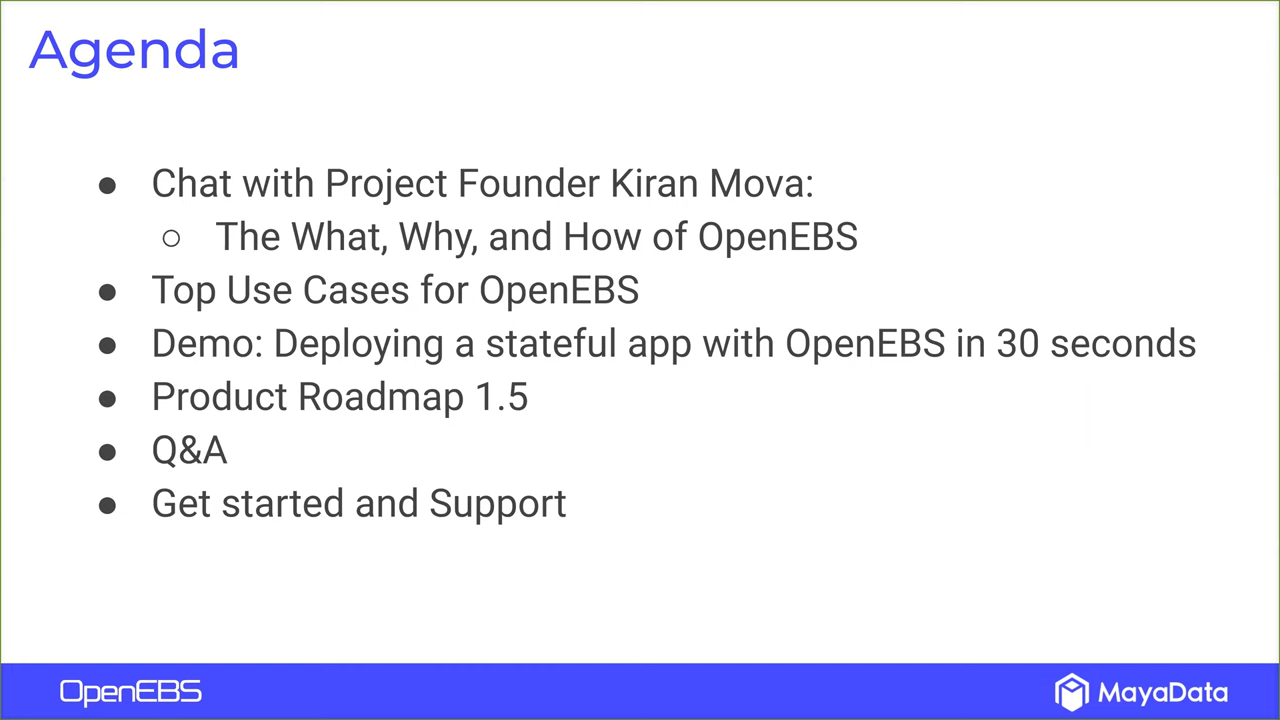 Agenda
● Chat with Project Founder Kiran Mova:
○ The What, Why, and How of OpenEBS
● Top Use Cases for OpenEBS
● Demo: Deploying a stateful app with OpenEBS in 30 seconds
● Product Roadmap 1.5
● Q&A
● Get started and Support
OpenEBS
MayaData